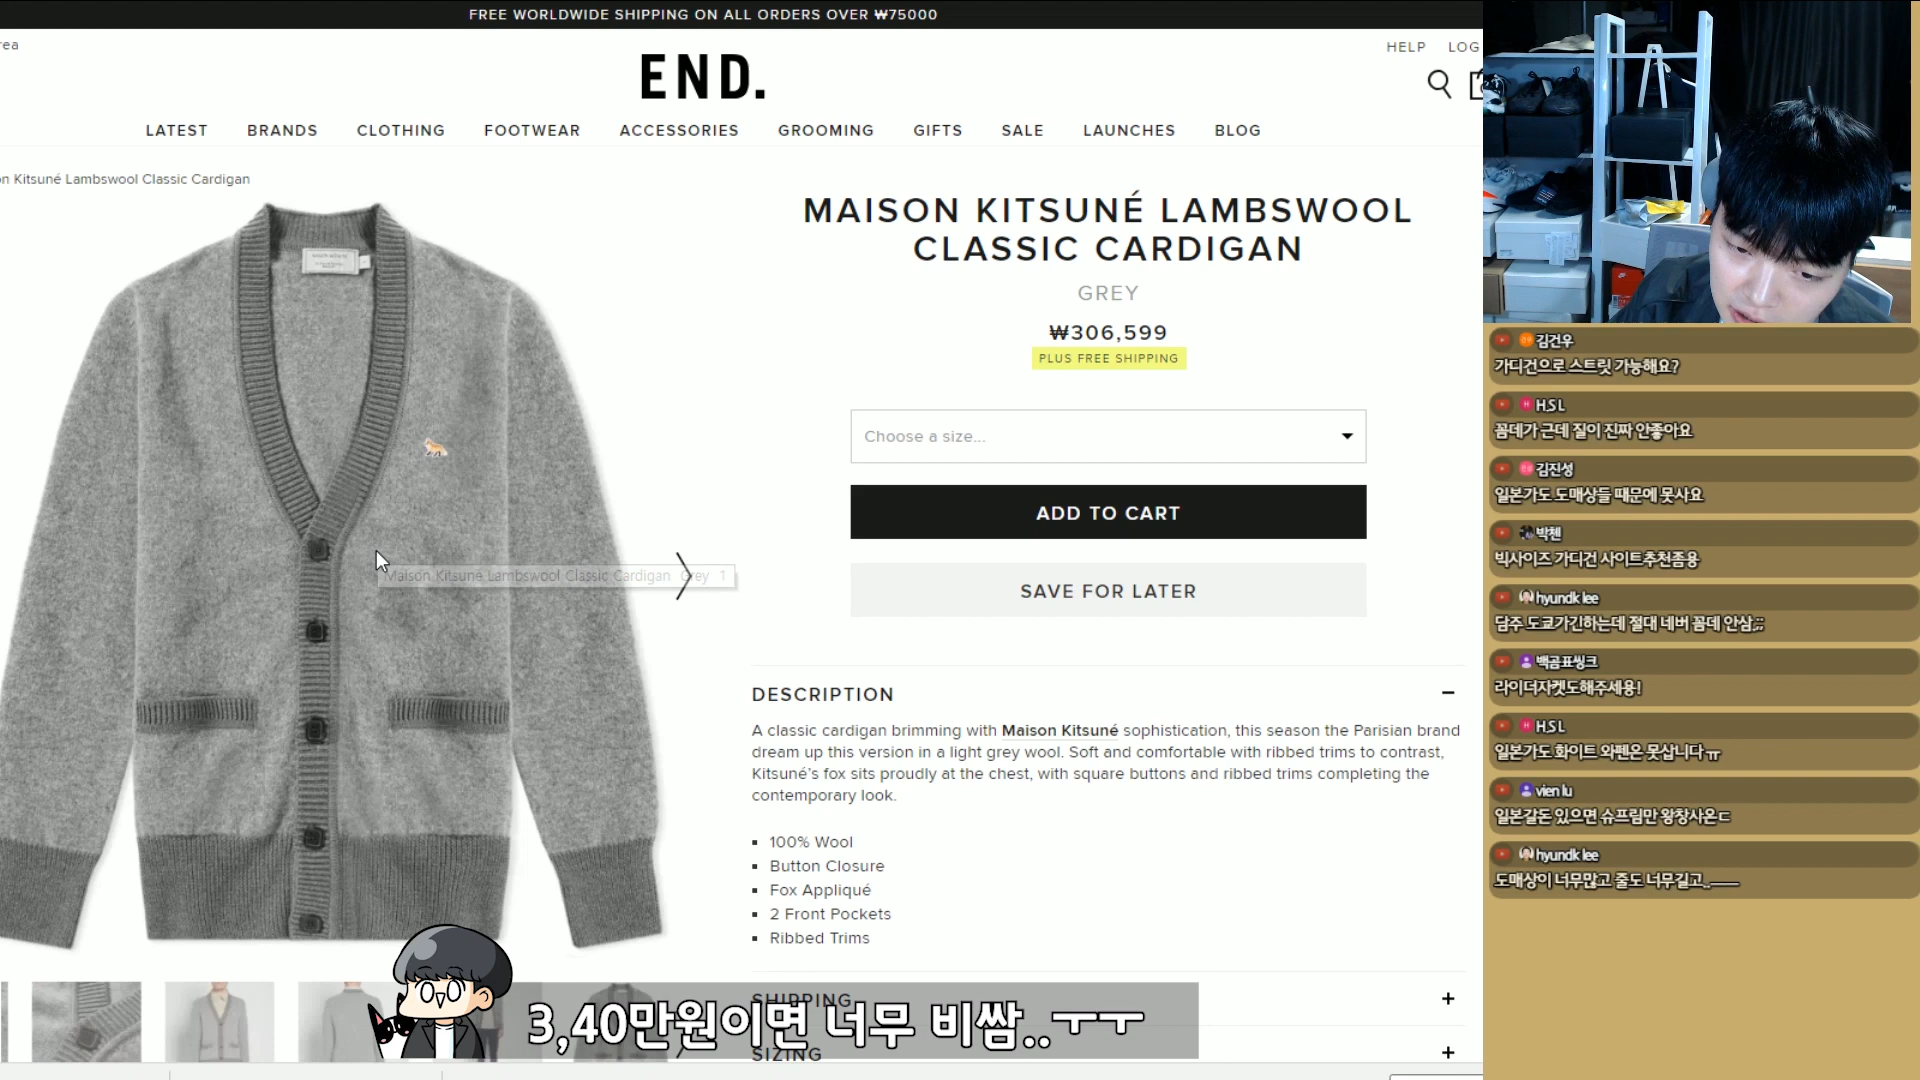 FREE WORLDWIDE SHIPPING ON ALL ORDERS OVER ₩75000
rea
HELP LOG
END.
LATEST BRANDS CLOTHING FOOTWEAR ACCESSORIES GROOMING GIFTS SALE LAUNCHES BLOG
n Kitsuné Lambswool Classic Cardigan
MAISON KITSUNÉ LAMBSWOOL
CLASSIC CARDIGAN
GREY
₩306,599
PLUS FREE SHIPPING
Choose a size...
ADD TO CART
SAVE FOR LATER
Maison Kitsuné Lambswool Classic Cardigan Grey 1
DESCRIPTION
A classic cardigan brimming with Maison Kitsuné sophistication, this season the Parisian brand
dream up this version in a light grey wool. Soft and comfortable with ribbed trims to contrast,
Kitsuné's fox sits proudly at the chest, with square buttons and ribbed trims completing the
contemporary look.
100% Wool
Button Closure
Fox Appliqué
2 Front Pockets
Ribbed Trims
SHIPPING
3,40만원이면 너무 비쌈..ㅜㅜ
SIZING
김건우
가디건으로 스트릿 가능해요?
H.S L
꼼데가 근데 질이 진짜 안좋아요
김진성
일본가도 도매상들 때문에 못사요
박첸
빅사이즈 가디건 사이트추천좀용
hyundk lee
담주 도쿄가긴하는데 절대 네버 꼼데 안삼;;;
백곰표씽크
라이더자켓도해주세용!
H.S L
일본가도 화이트 와펜은 못삽니다 ㅠ
vien lu
일본갈돈 있으면 슈프림만 왕창사온ㄷ
hyundk lee
도매상이 너무많고 줄도 너무길고..ㅡㅡ